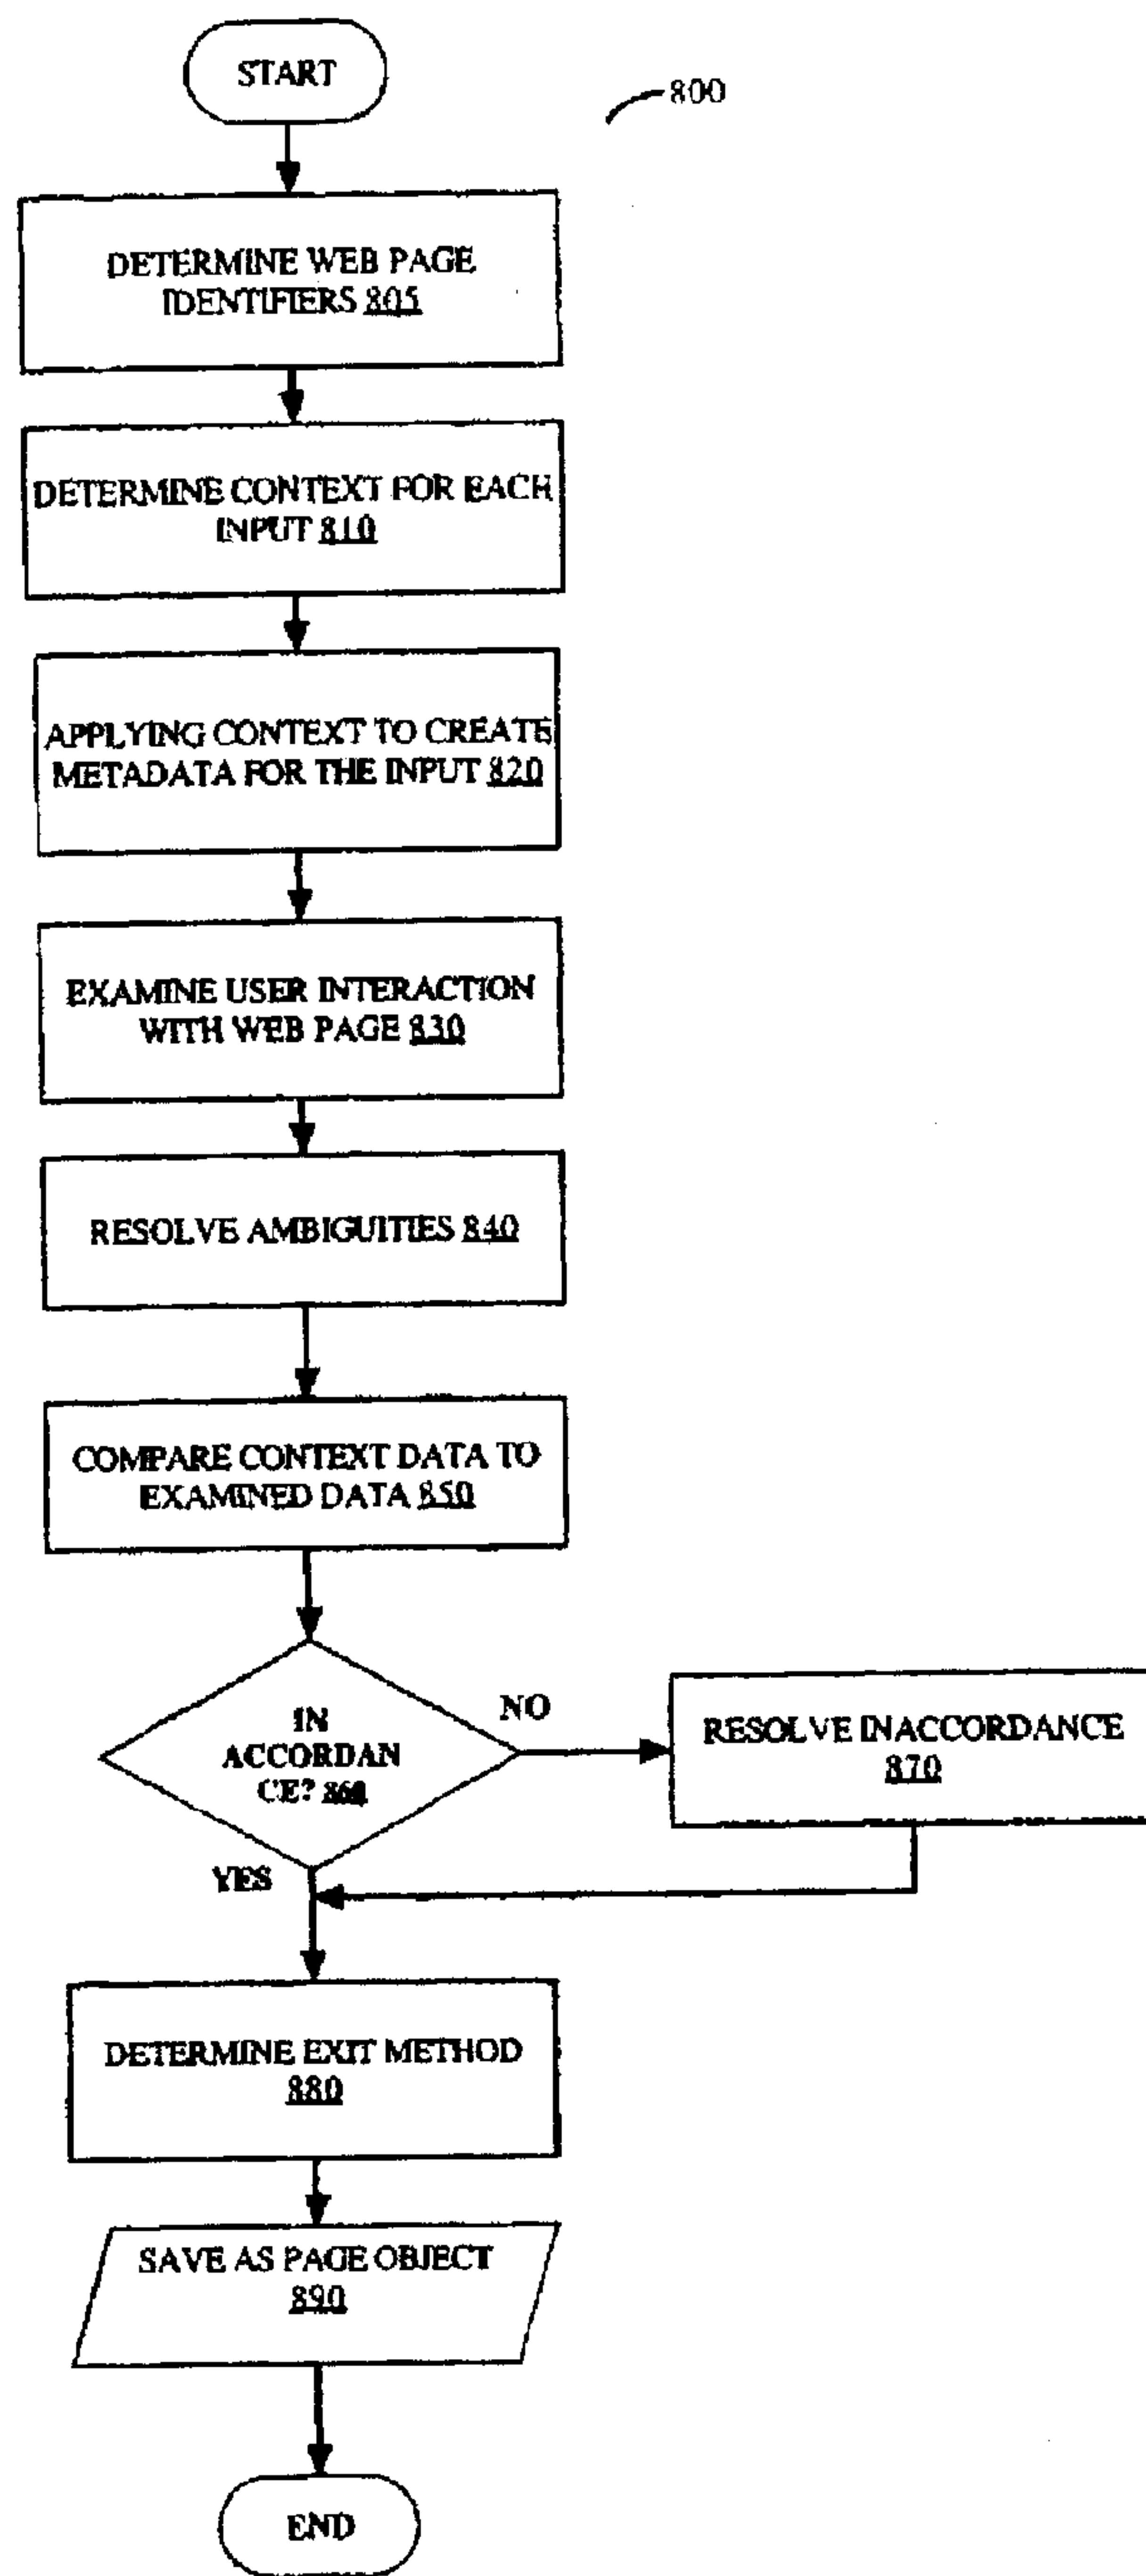 START
800
DETERMINE WEB PAGE
IDENTIFIERS 805
DETERMINE CONTEXT FOR EACH
INPUT 810
APPLYING CONTEXT TO CREATE
METADATA FOR THE INPUT 820
EXAMINE USER INTERACTION
WITH WEB PAGE 830
RESOLVE AMBIGUITIES 840
COMPARE CONTEXT DATA TO
EXAMINED DATA 850
IN
ACCORDAN
CE? 860
NO
RESOLVE INACCORDANCE
870
YES
DETERMINE EXIT METHOD
880
SAVE AS PAGE OBJECT
890
END